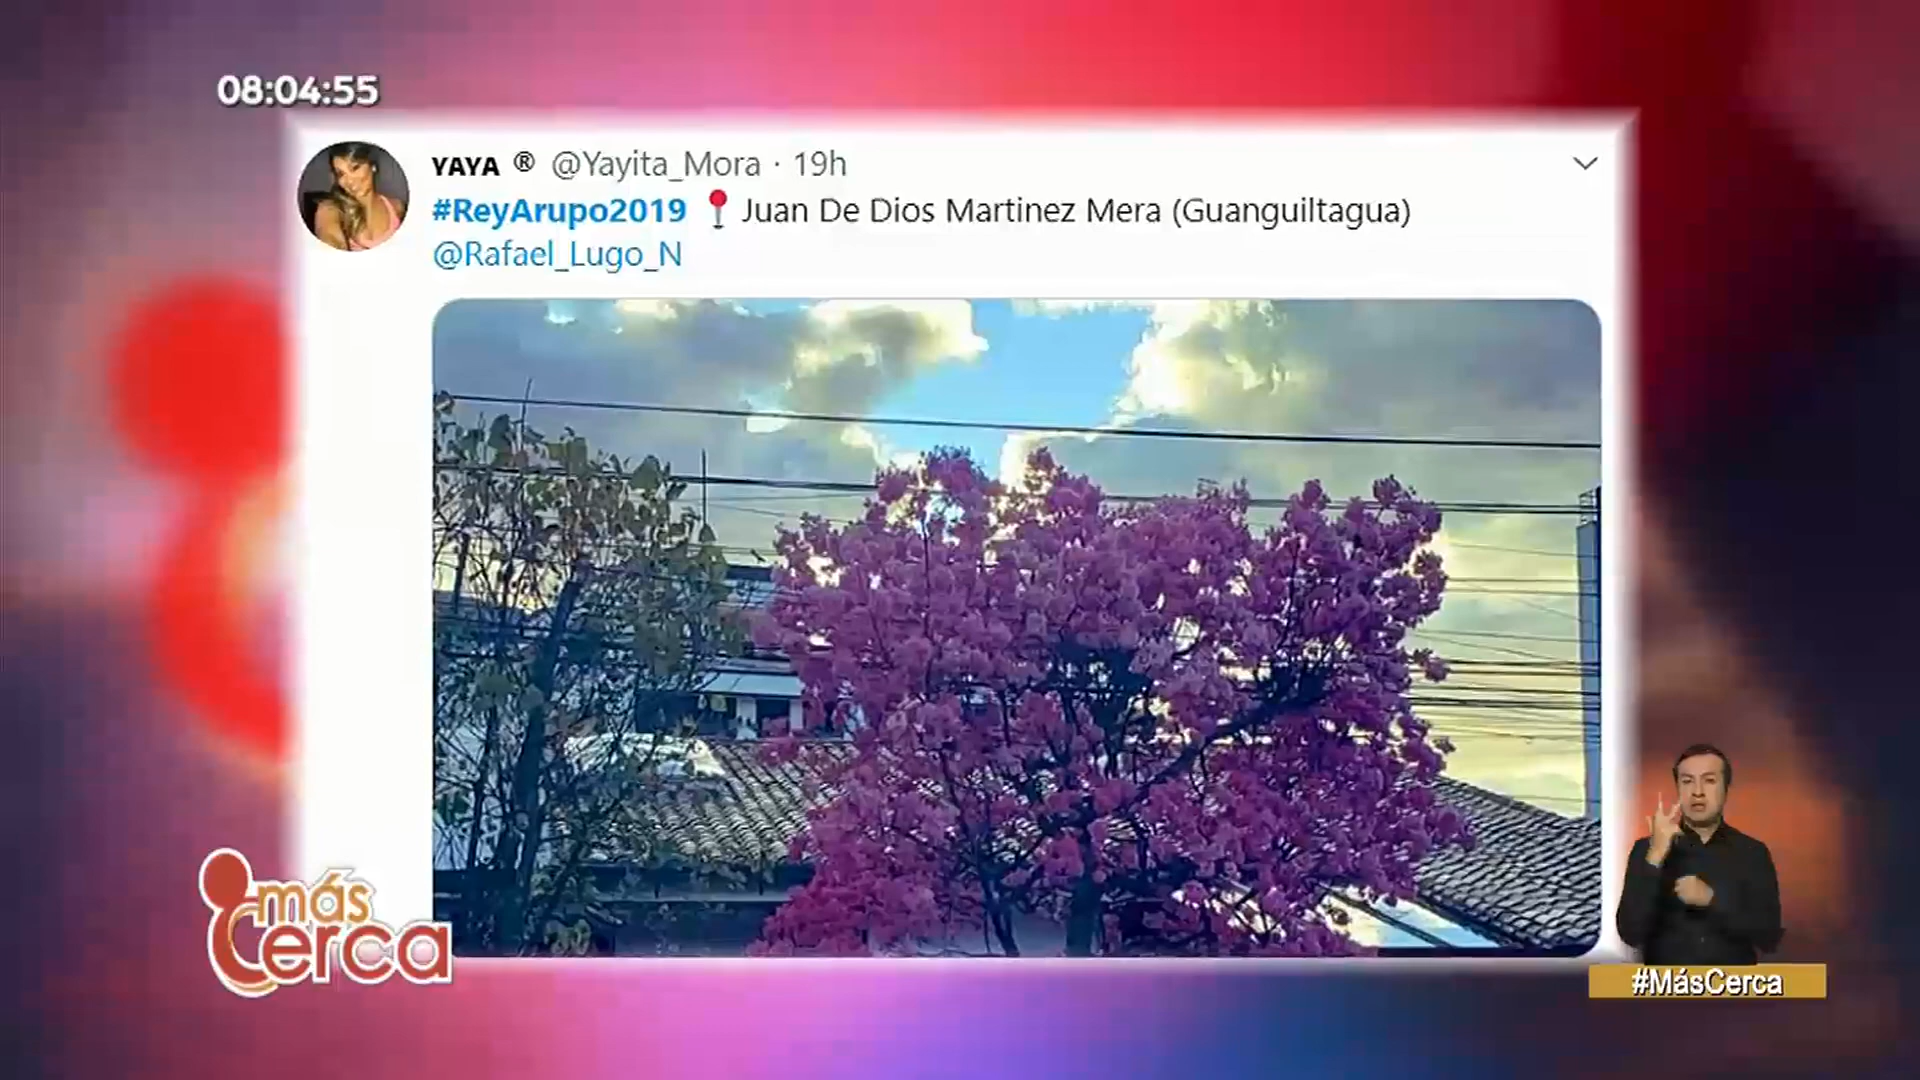 08:04:55
YAYA ® @Yayita_Mora · 19h
#ReyArupo2019 📍 Juan De Dios Martinez Mera (Guanguiltagua)
@Rafael_Lugo_N
más
Cerca
#MásCerca